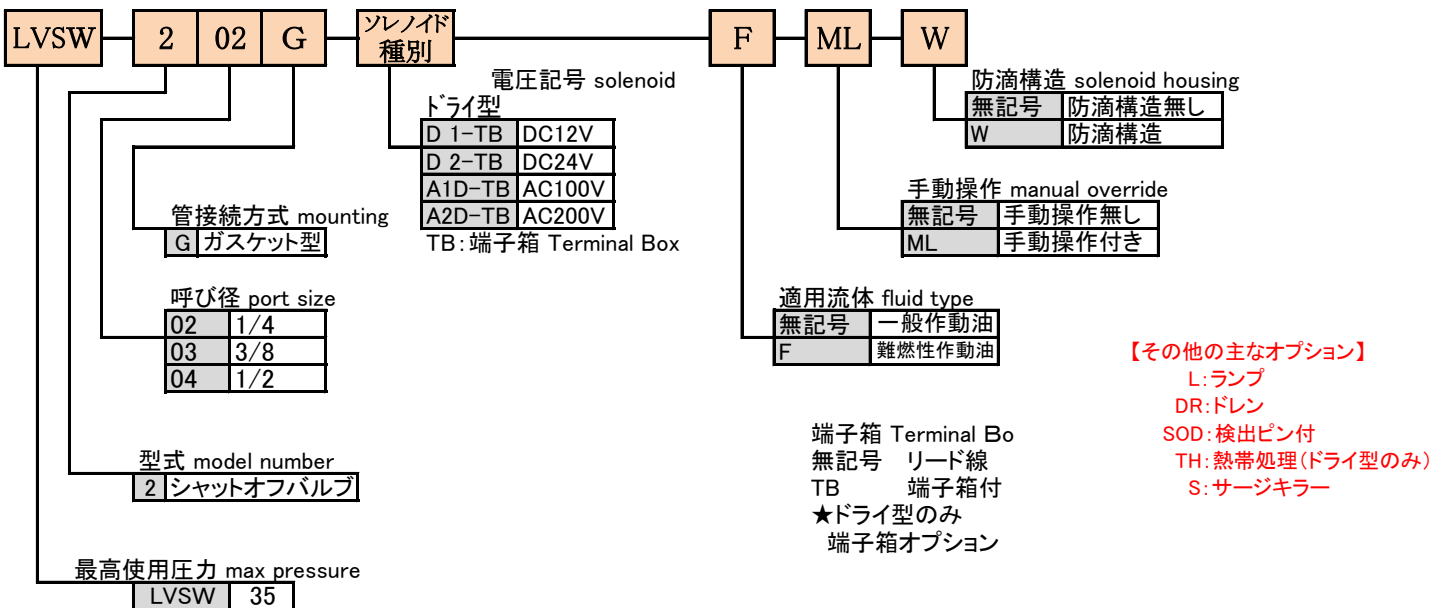 LVSW 2 02 G ソレノイド種別 F ML W
防滴構造 solenoid housing
無記号 防滴構造無し
W 防滴構造
電圧記号 solenoid
ドライ型
D 1-TB DC12V
D 2-TB DC24V
A1D-TB AC100V
A2D-TB AC200V
TB:端子箱 Terminal Box
手動操作 manual override
無記号 手動操作無し
ML 手動操作付き
管接続方式 mounting
G ガスケット型
呼び径 port size
02 1/4
03 3/8
04 1/2
適用流体 fluid type
無記号 一般作動油
F 難燃性作動油
【その他の主なオプション】
L:ランプ
DR:ドレン
SOD:検出ピン付
TH:熱帯処理(ドライ型のみ)
S:サージキラー
端子箱 Terminal Bo
無記号 リード線
TB 端子箱付
★ドライ型のみ
端子箱オプション
型式 model number
2 シャットオフバルブ
最高使用圧力 max pressure
LVSW 35